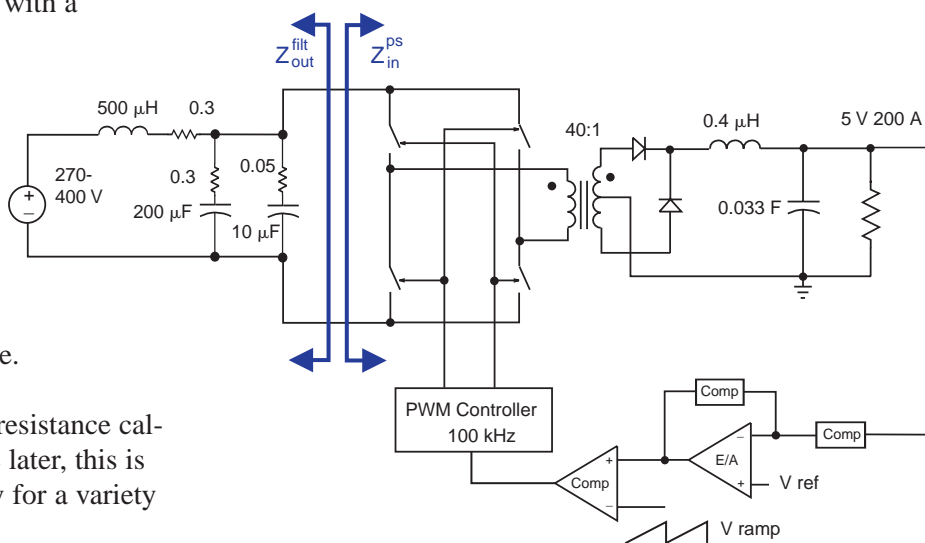 with a
Z filt out
Z ps in
500 μH
0.3
40:1
0.4 μH
5 V 200 A
270-
400 V
+
−
0.3
200 μF
0.05
10 μF
0.033 F
e.
resistance cal-
later, this is
for a variety
PWM Controller
100 kHz
Comp
Comp
E/A
−
+
V ref
Comp
+
−
V ramp